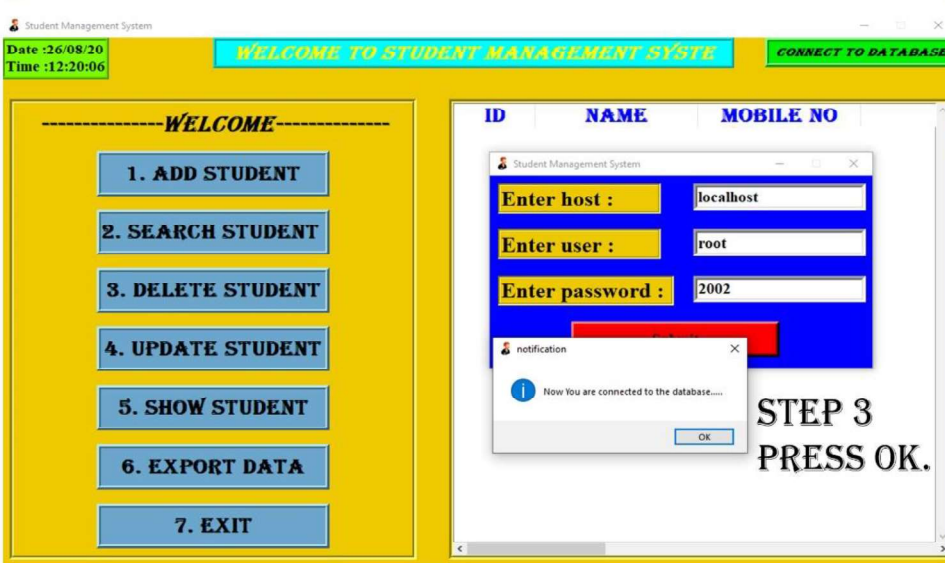 Student Management System
Date :26/08/20
Time :12:20:06
WELCOME TO STUDENT MANAGEMENT SYSTE
CONNECT TO DATABASE
---------------WELCOME--------------
1. ADD STUDENT
2. SEARCH STUDENT
3. DELETE STUDENT
4. UPDATE STUDENT
5. SHOW STUDENT
6. EXPORT DATA
7. EXIT
ID NAME MOBILE NO
Student Management System
Enter host : localhost
Enter user : root
Enter password : 2002
notification
Now You are connected to the database.....
OK
STEP 3
PRESS OK.